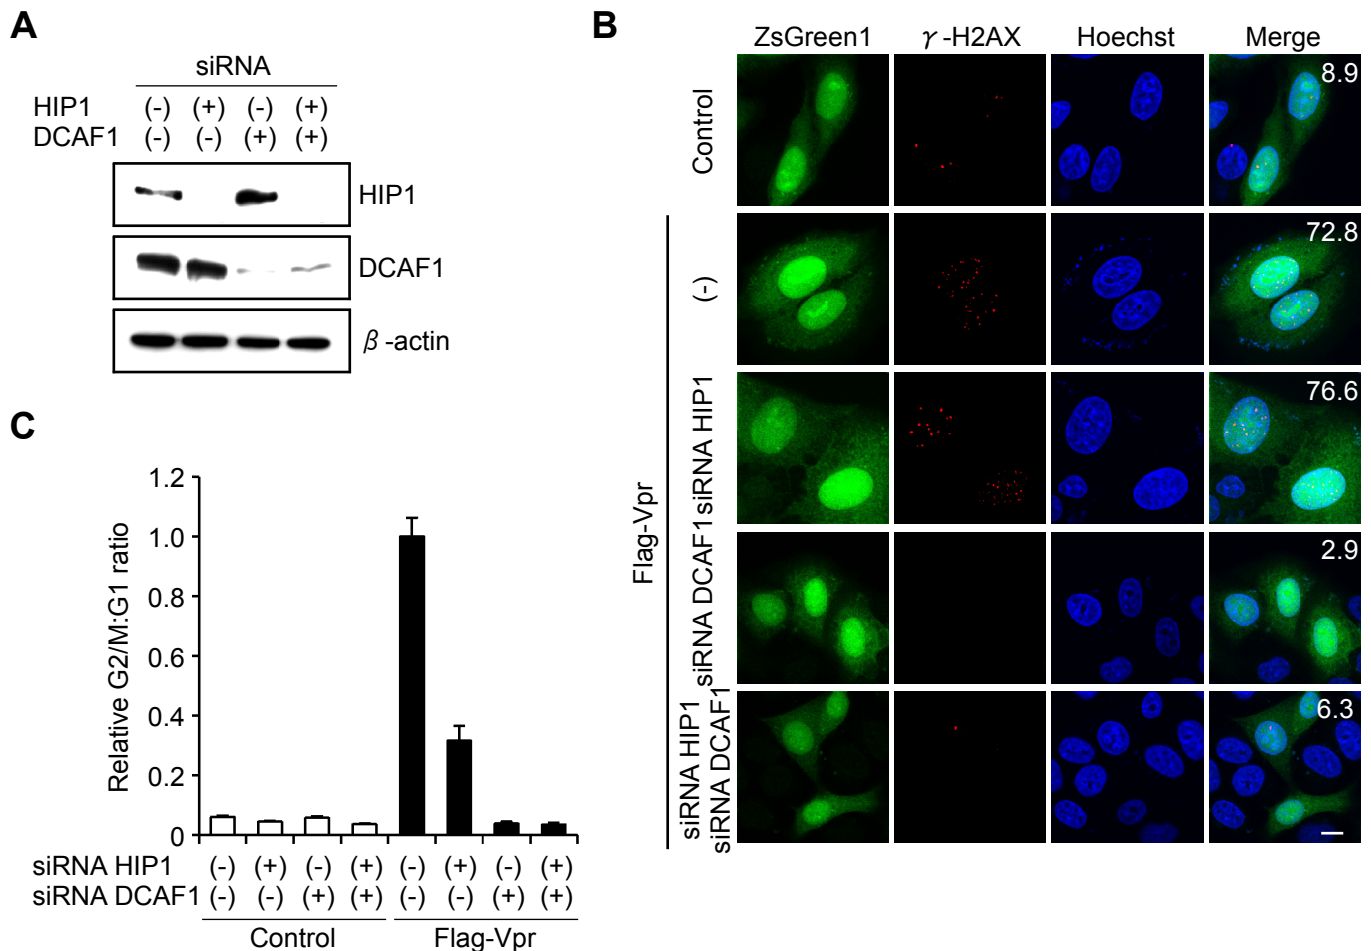 A
siRNA
HIP1 (-) (+) (-) (+)
DCAF1 (-) (-) (+) (+)
HIP1
DCAF1
β-actin
B
ZsGreen1 γ-H2AX Hoechst Merge
Control
8.9
Flag-Vpr
(-)
72.8
siRNA HIP1
76.6
siRNA DCAF1
2.9
siRNA HIP1
siRNA DCAF1
6.3
C
Relative G2/M:G1 ratio
1.2
1.0
0.8
0.6
0.4
0.2
0
siRNA HIP1 (-) (+) (-) (+) (-) (+) (-) (+)
siRNA DCAF1 (-) (-) (+) (+) (-) (-) (+) (+)
Control Flag-Vpr